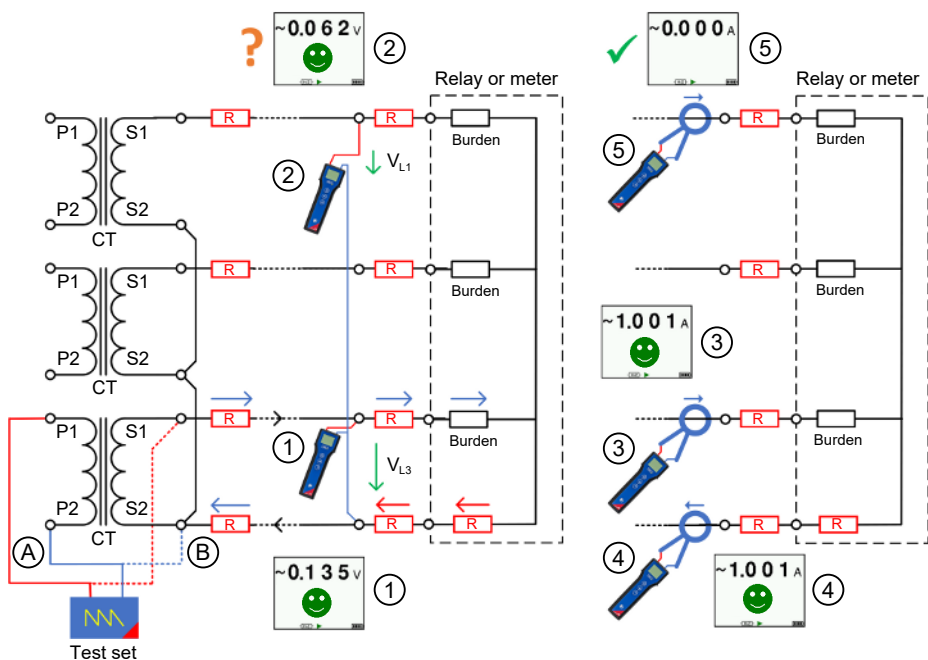 ?
~0.062 V
2
~0.000 A
5
Relay or meter
Relay or meter
P1
S1
R
R
Burden
R
Burden
5
2
VL1
P2
S2
CT
P1
S1
R
R
Burden
R
Burden
P2
S2
CT
~1.001 A
3
P1
S1
R
R
Burden
R
Burden
1
3
VL3
P2
S2
R
R
R
R
R
A
CT
B
4
~0.135 V
1
~1.001 A
4
Test set